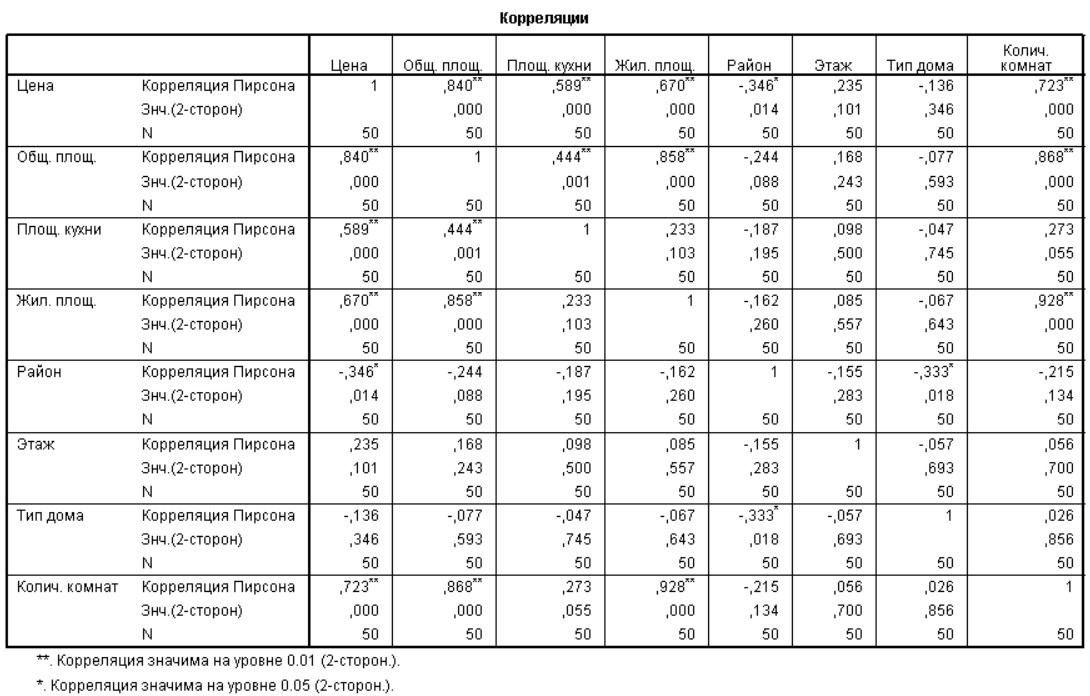 Корреляции
Цена Общ. площ. Площ. кухни Жил. площ. Район Этаж Тип дома Колич. комнат
Цена Корреляция Пирсона 1 ,840** ,589** ,670** -,346* ,235 -,136 ,723**
Знч.(2-сторон) ,000 ,000 ,000 ,014 ,101 ,346 ,000
N 50 50 50 50 50 50 50 50
Общ. площ. Корреляция Пирсона ,840** 1 ,444** ,858** -,244 ,168 -,077 ,868**
Знч.(2-сторон) ,000 ,001 ,000 ,088 ,243 ,593 ,000
N 50 50 50 50 50 50 50 50
Площ. кухни Корреляция Пирсона ,589** ,444** 1 ,233 -,187 ,098 -,047 ,273
Знч.(2-сторон) ,000 ,001 ,103 ,195 ,500 ,745 ,055
N 50 50 50 50 50 50 50 50
Жил. площ. Корреляция Пирсона ,670** ,858** ,233 1 -,162 ,085 -,067 ,928**
Знч.(2-сторон) ,000 ,000 ,103 ,260 ,557 ,643 ,000
N 50 50 50 50 50 50 50 50
Район Корреляция Пирсона -,346* -,244 -,187 -,162 1 -,155 -,333* -,215
Знч.(2-сторон) ,014 ,088 ,195 ,260 ,283 ,018 ,134
N 50 50 50 50 50 50 50 50
Этаж Корреляция Пирсона ,235 ,168 ,098 ,085 -,155 1 -,057 ,056
Знч.(2-сторон) ,101 ,243 ,500 ,557 ,283 ,693 ,700
N 50 50 50 50 50 50 50 50
Тип дома Корреляция Пирсона -,136 -,077 -,047 -,067 -,333* -,057 1 ,026
Знч.(2-сторон) ,346 ,593 ,745 ,643 ,018 ,693 ,856
N 50 50 50 50 50 50 50 50
Колич. комнат Корреляция Пирсона ,723** ,868** ,273 ,928** -,215 ,056 ,026 1
Знч.(2-сторон) ,000 ,000 ,055 ,000 ,134 ,700 ,856
N 50 50 50 50 50 50 50 50
**. Корреляция значима на уровне 0.01 (2-сторон.).
*. Корреляция значима на уровне 0.05 (2-сторон.).